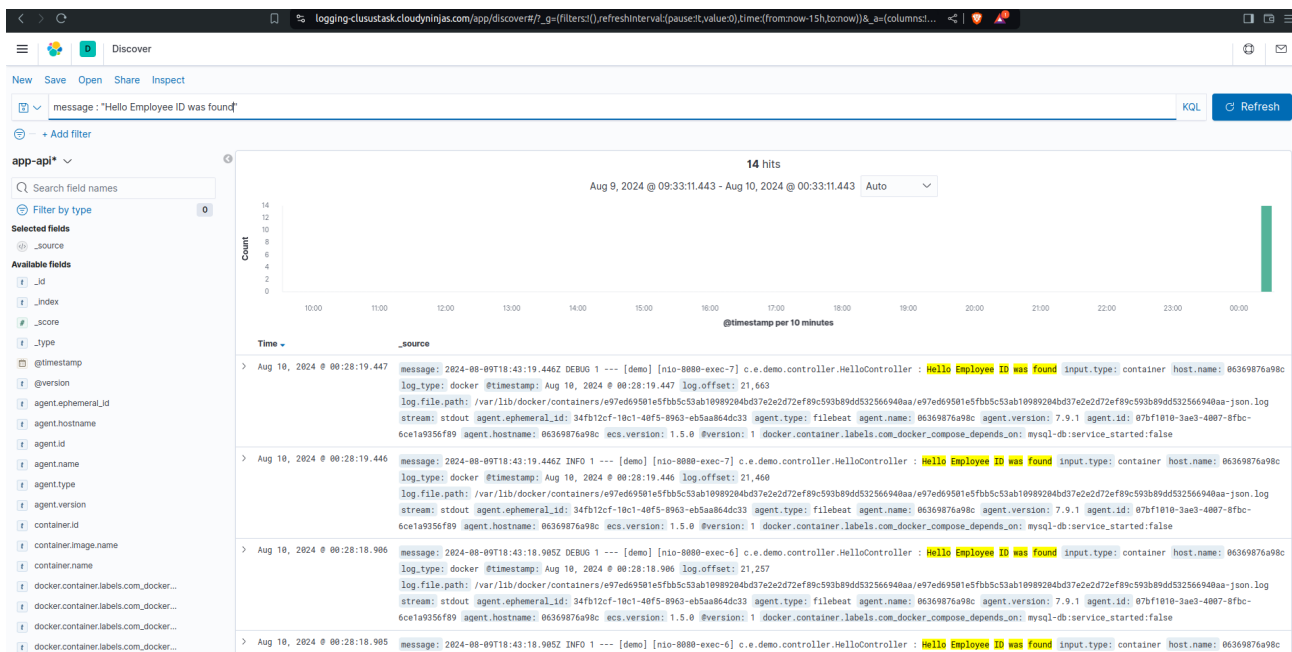 logging-clusustask.cloudyninjas.com/app/discover#/?_g=(filters:!(),refreshInterval:(pause:!t,value:0),time:(from:now-15h,to:now))&_a=(columns:!...
D Discover
New Save Open Share Inspect
message : "Hello Employee ID was found"
KQL
Refresh
+ Add filter
app-api*
Search field names
Filter by type 0
Selected fields
</> _source
Available fields
t _id
t _index
# _score
t _type
@timestamp
t @version
t agent.ephemeral_id
t agent.hostname
t agent.id
t agent.name
t agent.type
t agent.version
t container.id
t container.image.name
t container.name
t docker.container.labels.com_docker...
t docker.container.labels.com_docker...
t docker.container.labels.com_docker...
t docker.container.labels.com_docker...
14 hits
Aug 9, 2024 @ 09:33:11.443 - Aug 10, 2024 @ 00:33:11.443 Auto
Count
14
12
10
8
6
4
2
0
10:00 11:00 12:00 13:00 14:00 15:00 16:00 17:00 18:00 19:00 20:00 21:00 22:00 23:00 00:00
@timestamp per 10 minutes
Time _source
Aug 10, 2024 @ 00:28:19.447 message: 2024-08-09T18:43:19.446Z DEBUG 1 --- [demo] [nio-8080-exec-7] c.e.demo.controller.HelloController : Hello Employee ID was found input.type: container host.name: 06369876a98c
log_type: docker @timestamp: Aug 10, 2024 @ 00:28:19.447 log.offset: 21,663
log.file.path: /var/lib/docker/containers/e97ed69501e5fbb5c53ab10989204bd37e2e2d72ef89c593b89dd532566940aa/e97ed69501e5fbb5c53ab10989204bd37e2e2d72ef89c593b89dd532566940aa-json.log
stream: stdout agent.ephemeral_id: 34fb12cf-10c1-40f5-8963-eb5aa864dc33 agent.type: filebeat agent.name: 06369876a98c agent.version: 7.9.1 agent.id: 07bf1010-3ae3-4007-8fbc-
6ce1a9356f89 agent.hostname: 06369876a98c ecs.version: 1.5.0 @version: 1 docker.container.labels.com_docker_compose_depends_on: mysql-db:service_started:false
Aug 10, 2024 @ 00:28:19.446 message: 2024-08-09T18:43:19.446Z INFO 1 --- [demo] [nio-8080-exec-7] c.e.demo.controller.HelloController : Hello Employee ID was found input.type: container host.name: 06369876a98c
log_type: docker @timestamp: Aug 10, 2024 @ 00:28:19.446 log.offset: 21,460
log.file.path: /var/lib/docker/containers/e97ed69501e5fbb5c53ab10989204bd37e2e2d72ef89c593b89dd532566940aa/e97ed69501e5fbb5c53ab10989204bd37e2e2d72ef89c593b89dd532566940aa-json.log
stream: stdout agent.ephemeral_id: 34fb12cf-10c1-40f5-8963-eb5aa864dc33 agent.type: filebeat agent.name: 06369876a98c agent.version: 7.9.1 agent.id: 07bf1010-3ae3-4007-8fbc-
6ce1a9356f89 agent.hostname: 06369876a98c ecs.version: 1.5.0 @version: 1 docker.container.labels.com_docker_compose_depends_on: mysql-db:service_started:false
Aug 10, 2024 @ 00:28:18.906 message: 2024-08-09T18:43:18.905Z DEBUG 1 --- [demo] [nio-8080-exec-6] c.e.demo.controller.HelloController : Hello Employee ID was found input.type: container host.name: 06369876a98c
log_type: docker @timestamp: Aug 10, 2024 @ 00:28:18.906 log.offset: 21,257
log.file.path: /var/lib/docker/containers/e97ed69501e5fbb5c53ab10989204bd37e2e2d72ef89c593b89dd532566940aa/e97ed69501e5fbb5c53ab10989204bd37e2e2d72ef89c593b89dd532566940aa-json.log
stream: stdout agent.ephemeral_id: 34fb12cf-10c1-40f5-8963-eb5aa864dc33 agent.type: filebeat agent.name: 06369876a98c agent.version: 7.9.1 agent.id: 07bf1010-3ae3-4007-8fbc-
6ce1a9356f89 agent.hostname: 06369876a98c ecs.version: 1.5.0 @version: 1 docker.container.labels.com_docker_compose_depends_on: mysql-db:service_started:false
Aug 10, 2024 @ 00:28:18.905 message: 2024-08-09T18:43:18.905Z INFO 1 --- [demo] [nio-8080-exec-6] c.e.demo.controller.HelloController : Hello Employee ID was found input.type: container host.name: 06369876a98c